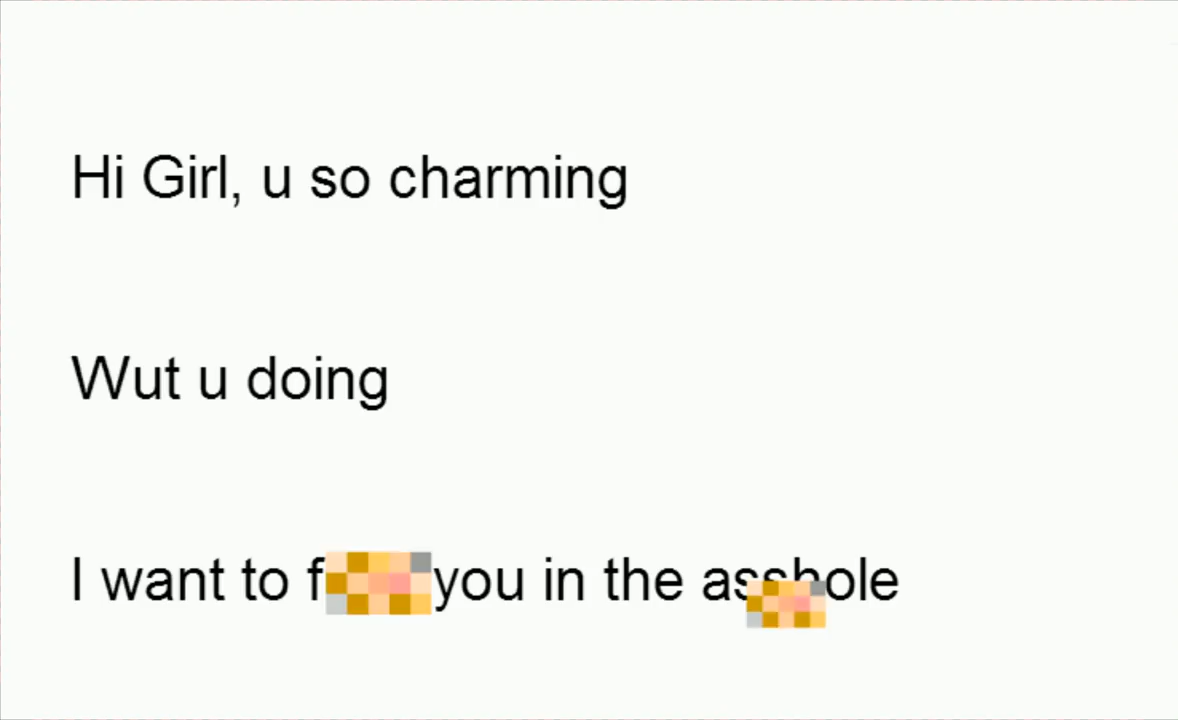 Hi Girl, u so charming
Wut u doing
I want to f you in the asshole